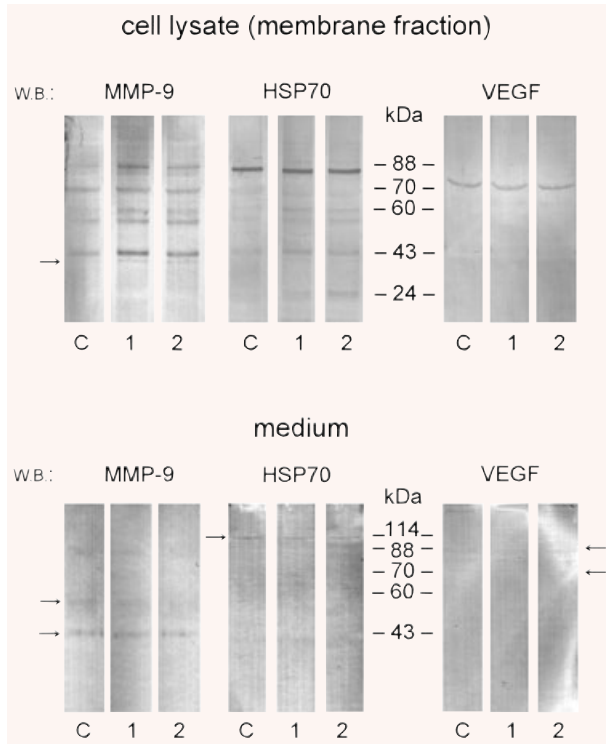 cell lysate (membrane fraction)
W.B.: MMP-9 HSP70 VEGF
kDa
– 88 –
– 70 –
– 60 –
– 43 –
– 24 –
C 1 2 C 1 2 C 1 2
medium
W.B.: MMP-9 HSP70 VEGF
kDa
–114–
– 88 –
– 70 –
– 60 –
– 43 –
C 1 2 C 1 2 C 1 2